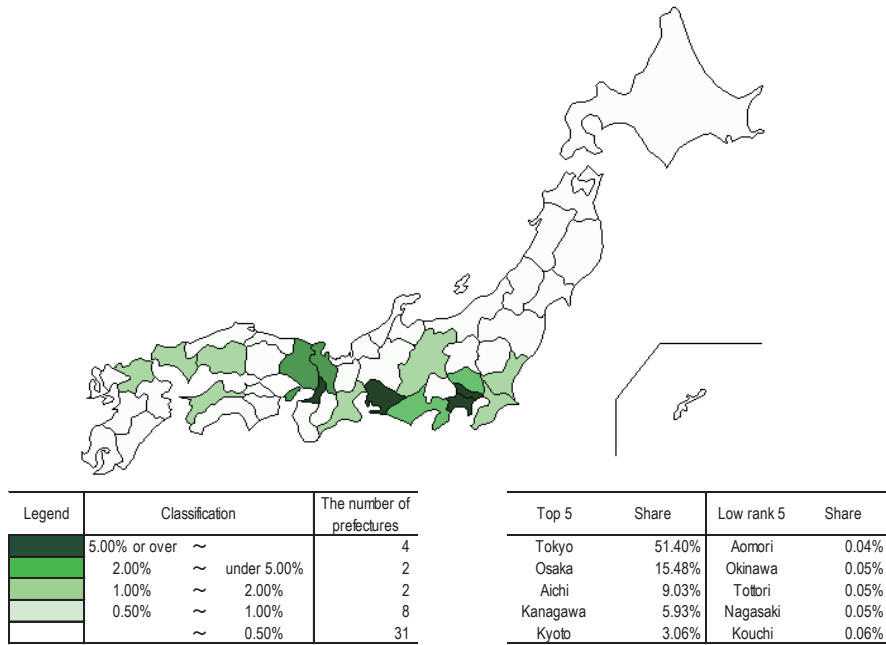 Legend Classification The number of prefectures
5.00% or over ～ 4
2.00% ～ under 5.00% 2
1.00% ～ 2.00% 2
0.50% ～ 1.00% 8
～ 0.50% 31
Top 5 Share Low rank 5 Share
Tokyo 51.40% Aomori 0.04%
Osaka 15.48% Okinawa 0.05%
Aichi 9.03% Tottori 0.05%
Kanagawa 5.93% Nagasaki 0.05%
Kyoto 3.06% Kouchi 0.06%